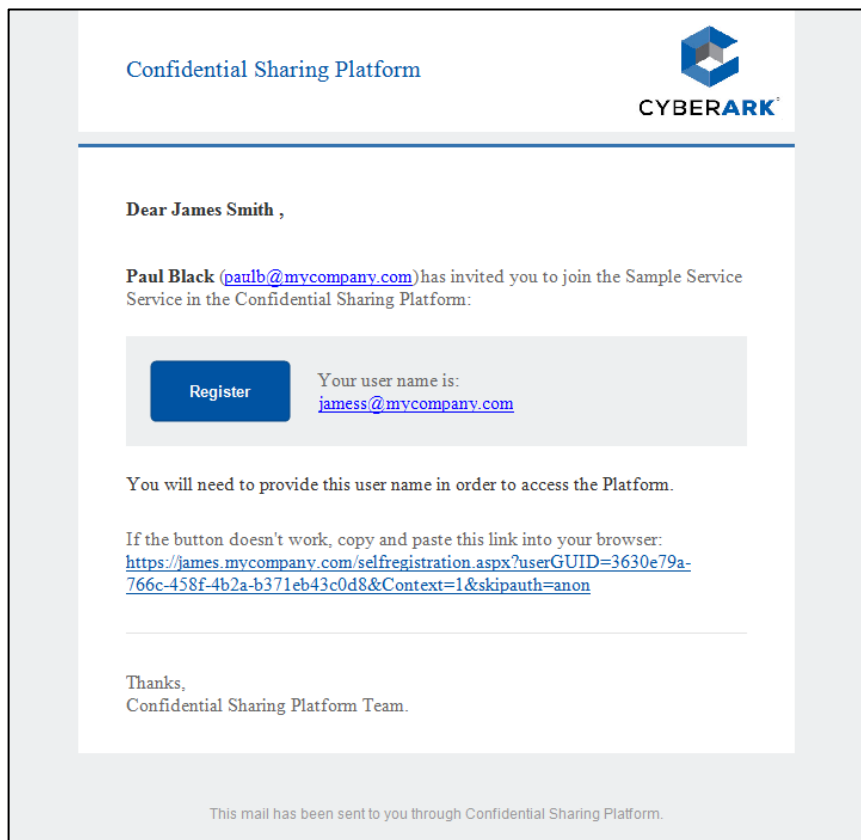 Confidential Sharing Platform
CYBERARK
Dear James Smith ,
Paul Black (paulb@mycompany.com)has invited you to join the Sample Service
Service in the Confidential Sharing Platform:
Register
Your user name is:
jamess@mycompany.com
You will need to provide this user name in order to access the Platform.
If the button doesn't work, copy and paste this link into your browser:
https://james.mycompany.com/selfregistration.aspx?userGUID=3630e79a-
766c-458f-4b2a-b371eb43c0d8&Context=1&skipauth=anon
Thanks,
Confidential Sharing Platform Team.
This mail has been sent to you through Confidential Sharing Platform.